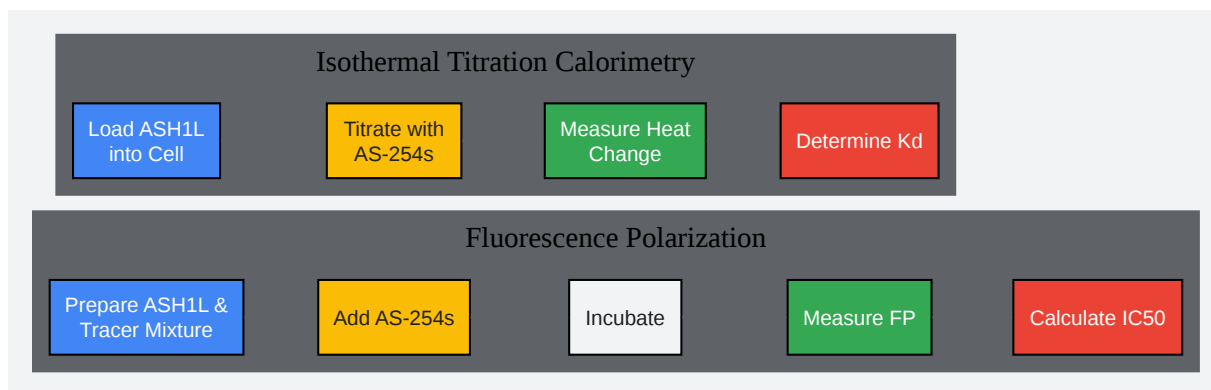 Isothermal Titration Calorimetry
Load ASH1L
into Cell
Titrate with
AS-254s
Measure Heat
Change
Determine Kd
Fluorescence Polarization
Prepare ASH1L &
Tracer Mixture
Add AS-254s
Incubate
Measure FP
Calculate IC50